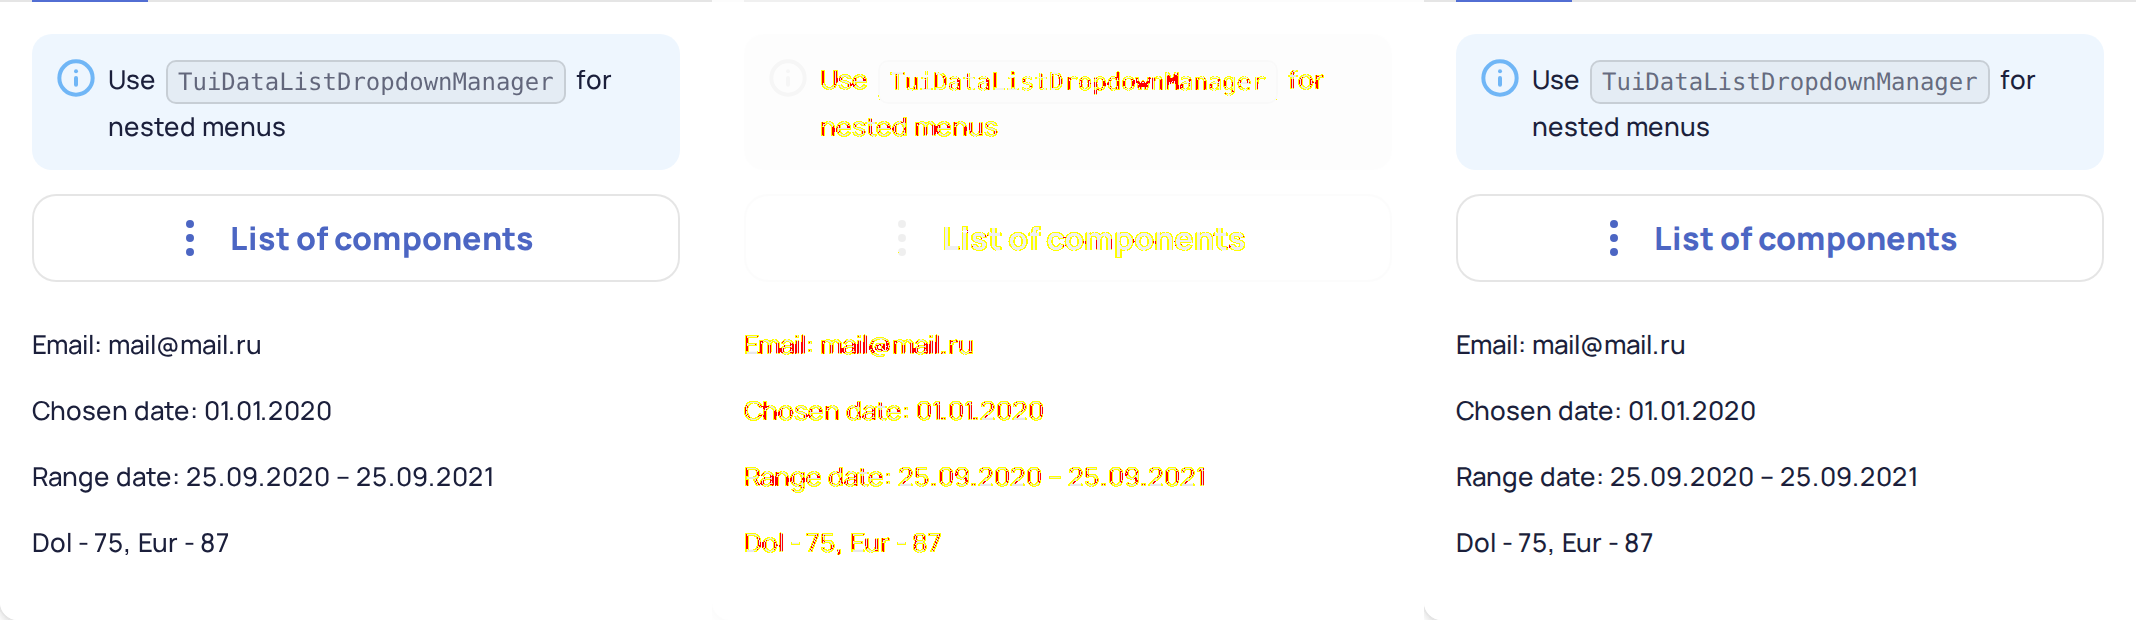 Use TuiDataListDropdownManager for
nested menus
List of components
Email: mail@mail.ru
Chosen date: 01.01.2020
Range date: 25.09.2020 – 25.09.2021
Dol - 75, Eur - 87
Use TuiDataListDropdownManager for
nested menus
List of components
Email: mail@mail.ru
Chosen date: 01.01.2020
Range date: 25.09.2020 – 25.09.2021
Dol - 75, Eur - 87
Use TuiDataListDropdownManager for
nested menus
List of components
Email: mail@mail.ru
Chosen date: 01.01.2020
Range date: 25.09.2020 – 25.09.2021
Dol - 75, Eur - 87